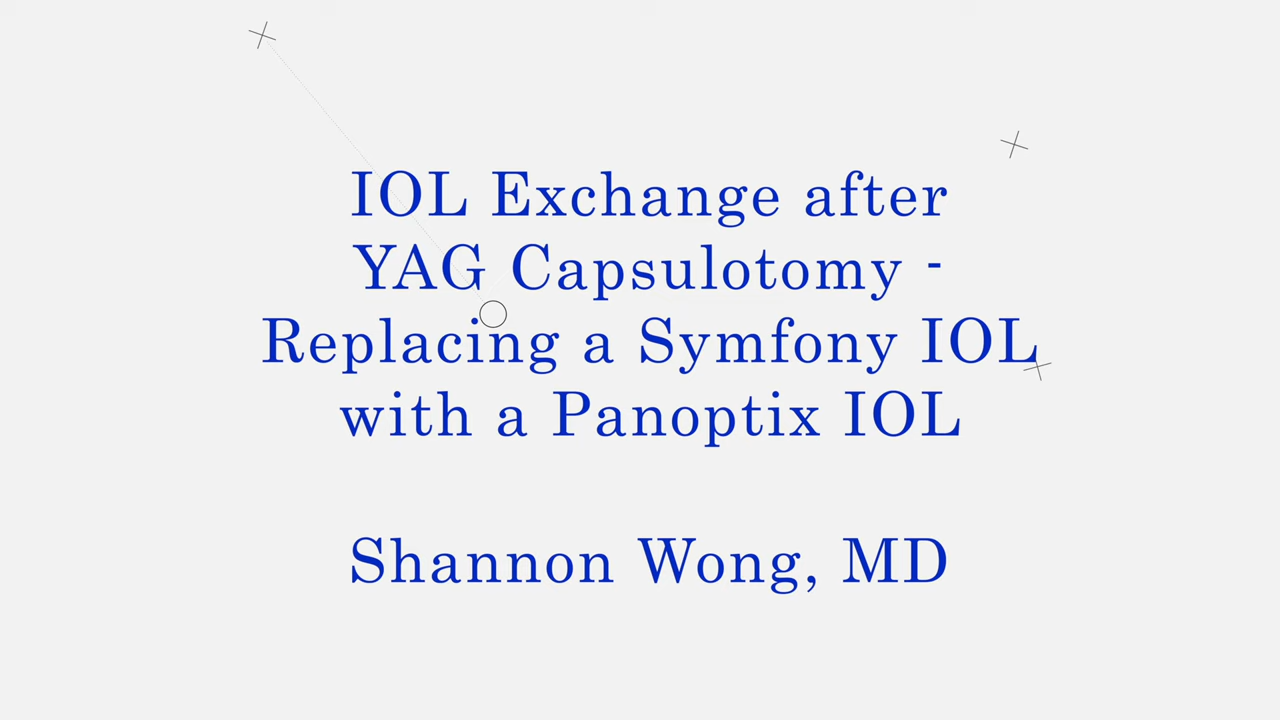 IOL Exchange after
YAG Capsulotomy -
Replacing a Symfony IOL
with a Panoptix IOL
Shannon Wong, MD